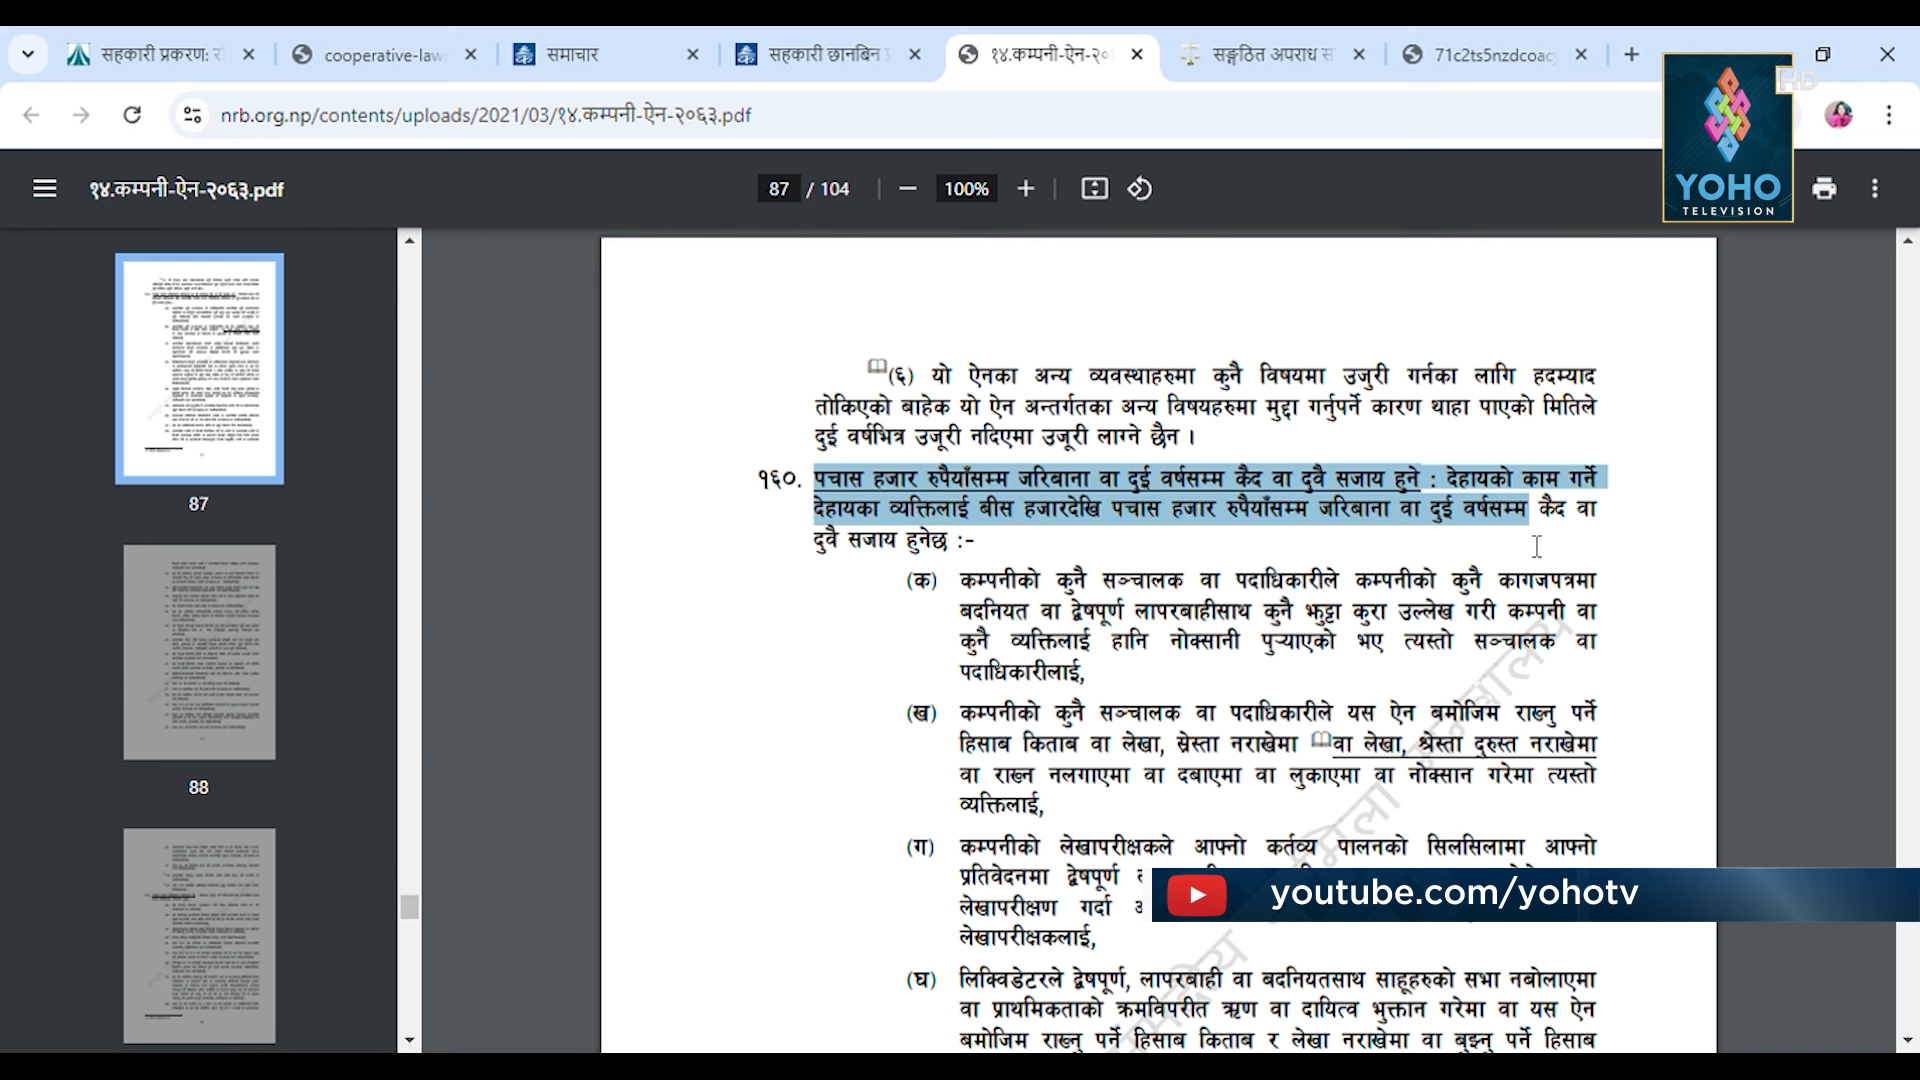 सहकारी प्रकरण: र
cooperative-law
समाचार
सहकारी छानबिन प्र
१४.कम्पनी-ऐन-२०
सङ्गठित अपराध स
71c2ts5nzdcoac
nrb.org.np/contents/uploads/2021/03/१४.कम्पनी-ऐन-२०६३.pdf
HD
YOHO
TELEVISION
१४.कम्पनी-ऐन-२०६३.pdf
87 / 104
100%
(६) यो ऐनका अन्य व्यवस्थाहरुमा कुनै विषयमा उजुरी गर्नका लागि हदम्याद
तोकिएको बाहेक यो ऐन अन्तर्गतका अन्य विषयहरुमा मुद्दा गर्नुपर्ने कारण थाहा पाएको मितिले
दुई वर्षभित्र उजूरी नदिएमा उजूरी लाग्ने छैन ।
१६०. पचास हजार रुपैयाँसम्म जरिबाना वा दुई वर्षसम्म कैद वा दुवै सजाय हुने : देहायको काम गर्ने
देहायका व्यक्तिलाई बीस हजारदेखि पचास हजार रुपैयाँसम्म जरिबाना वा दुई वर्षसम्म कैद वा
दुवै सजाय हुनेछ :-
(क) कम्पनीको कुनै सञ्चालक वा पदाधिकारीले कम्पनीको कुनै कागजपत्रमा
बदनियत वा द्वेषपूर्ण लापरबाहीसाथ कुनै झुट्टा कुरा उल्लेख गरी कम्पनी वा
कुनै व्यक्तिलाई हानि नोक्सानी पुर्‍याएको भए त्यस्तो सञ्चालक वा
पदाधिकारीलाई,
(ख) कम्पनीको कुनै सञ्चालक वा पदाधिकारीले यस ऐन बमोजिम राख्नु पर्ने
हिसाब किताब वा लेखा, स्रेस्ता नराखेमा वा लेखा, श्रेस्ता दुरुस्त नराखेमा
वा राख्न नलगाएमा वा दबाएमा वा लुकाएमा वा नोक्सान गरेमा त्यस्तो
व्यक्तिलाई,
(ग) कम्पनीको लेखापरीक्षकले आफ्नो कर्तव्य पालनको सिलसिलामा आफ्नो
प्रतिवेदनमा द्वेषपूर्ण
लेखापरीक्षण गर्दा
लेखापरीक्षकलाई,
(घ) लिक्विडेटरले द्वेषपूर्ण, लापरबाही वा बदनियतसाथ साहूहरुको सभा नबोलाएमा
वा प्राथमिकताको क्रमविपरीत ऋण वा दायित्व भुक्तान गरेमा वा यस ऐन
बमोजिम राख्नु पर्ने हिसाब किताब र लेखा नराखेमा वा बुझ्नु पर्ने हिसाब
87
88
youtube.com/yohotv